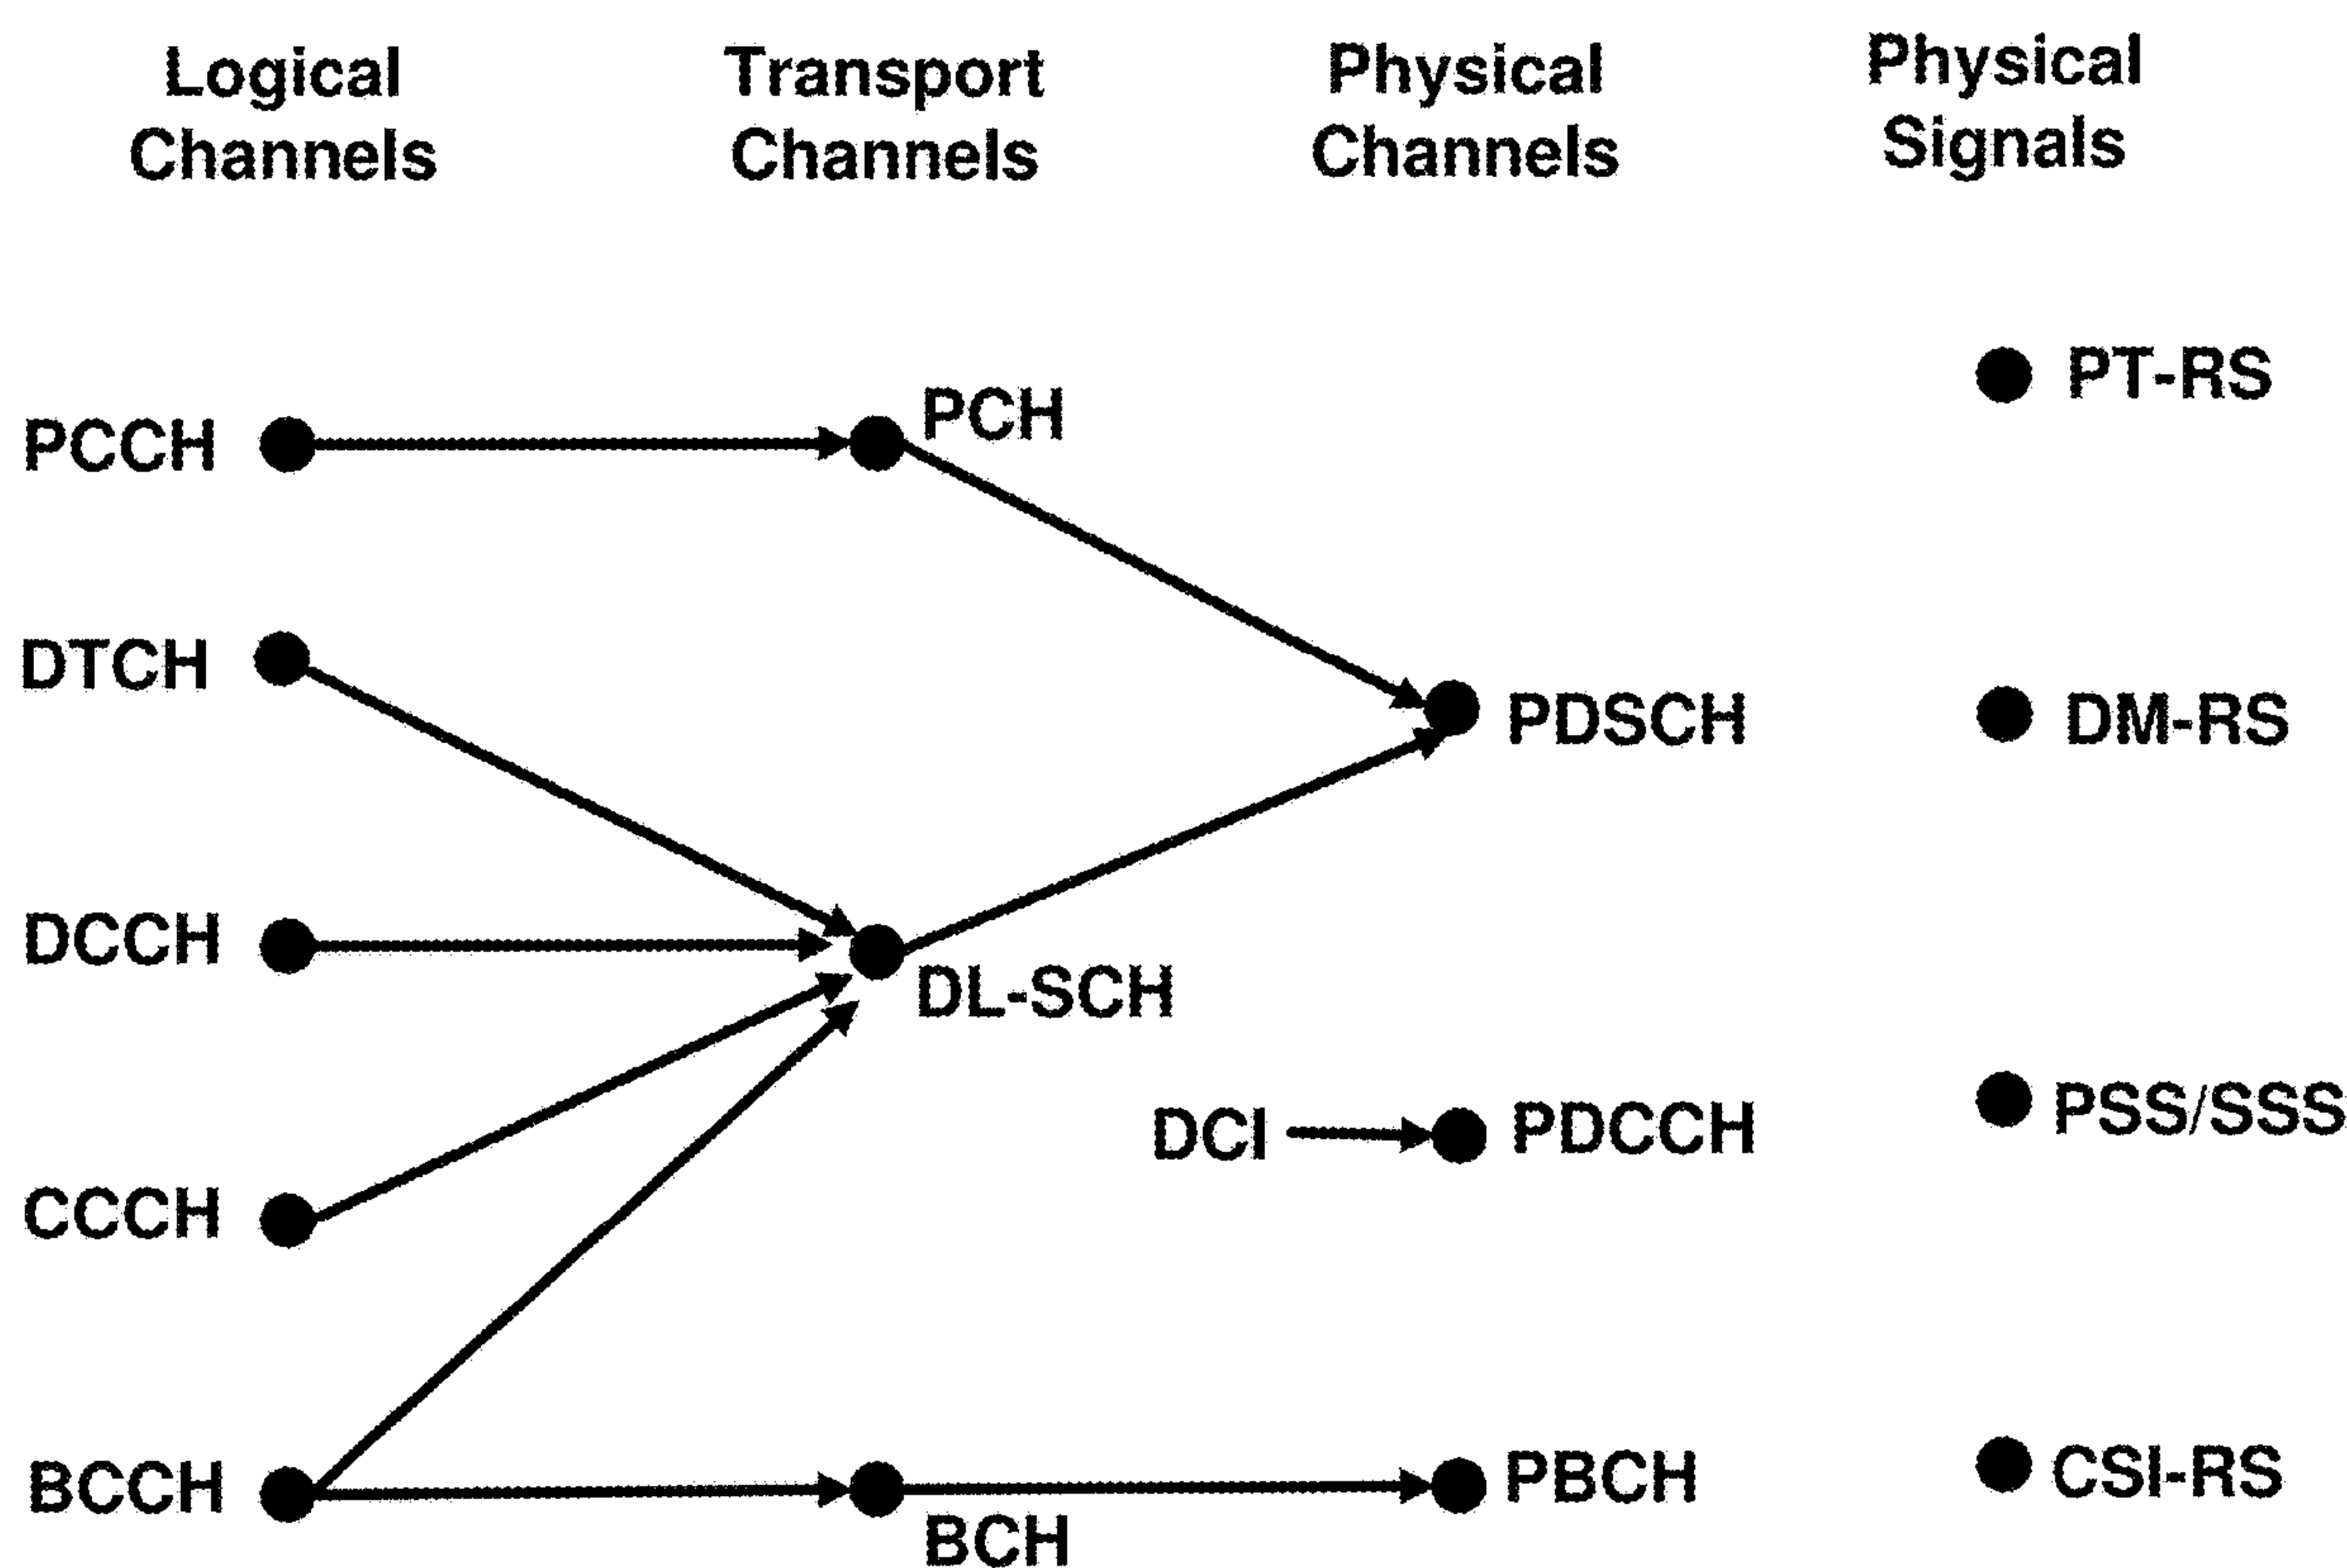 Logical
Channels
Transport
Channels
Physical
Channels
Physical
Signals
PCCH
PCH
PT-RS
DTCH
PDSCH
DM-RS
DCCH
DL-SCH
DCI
PDCCH
PSS/SSS
CCCH
BCCH
BCH
PBCH
CSI-RS